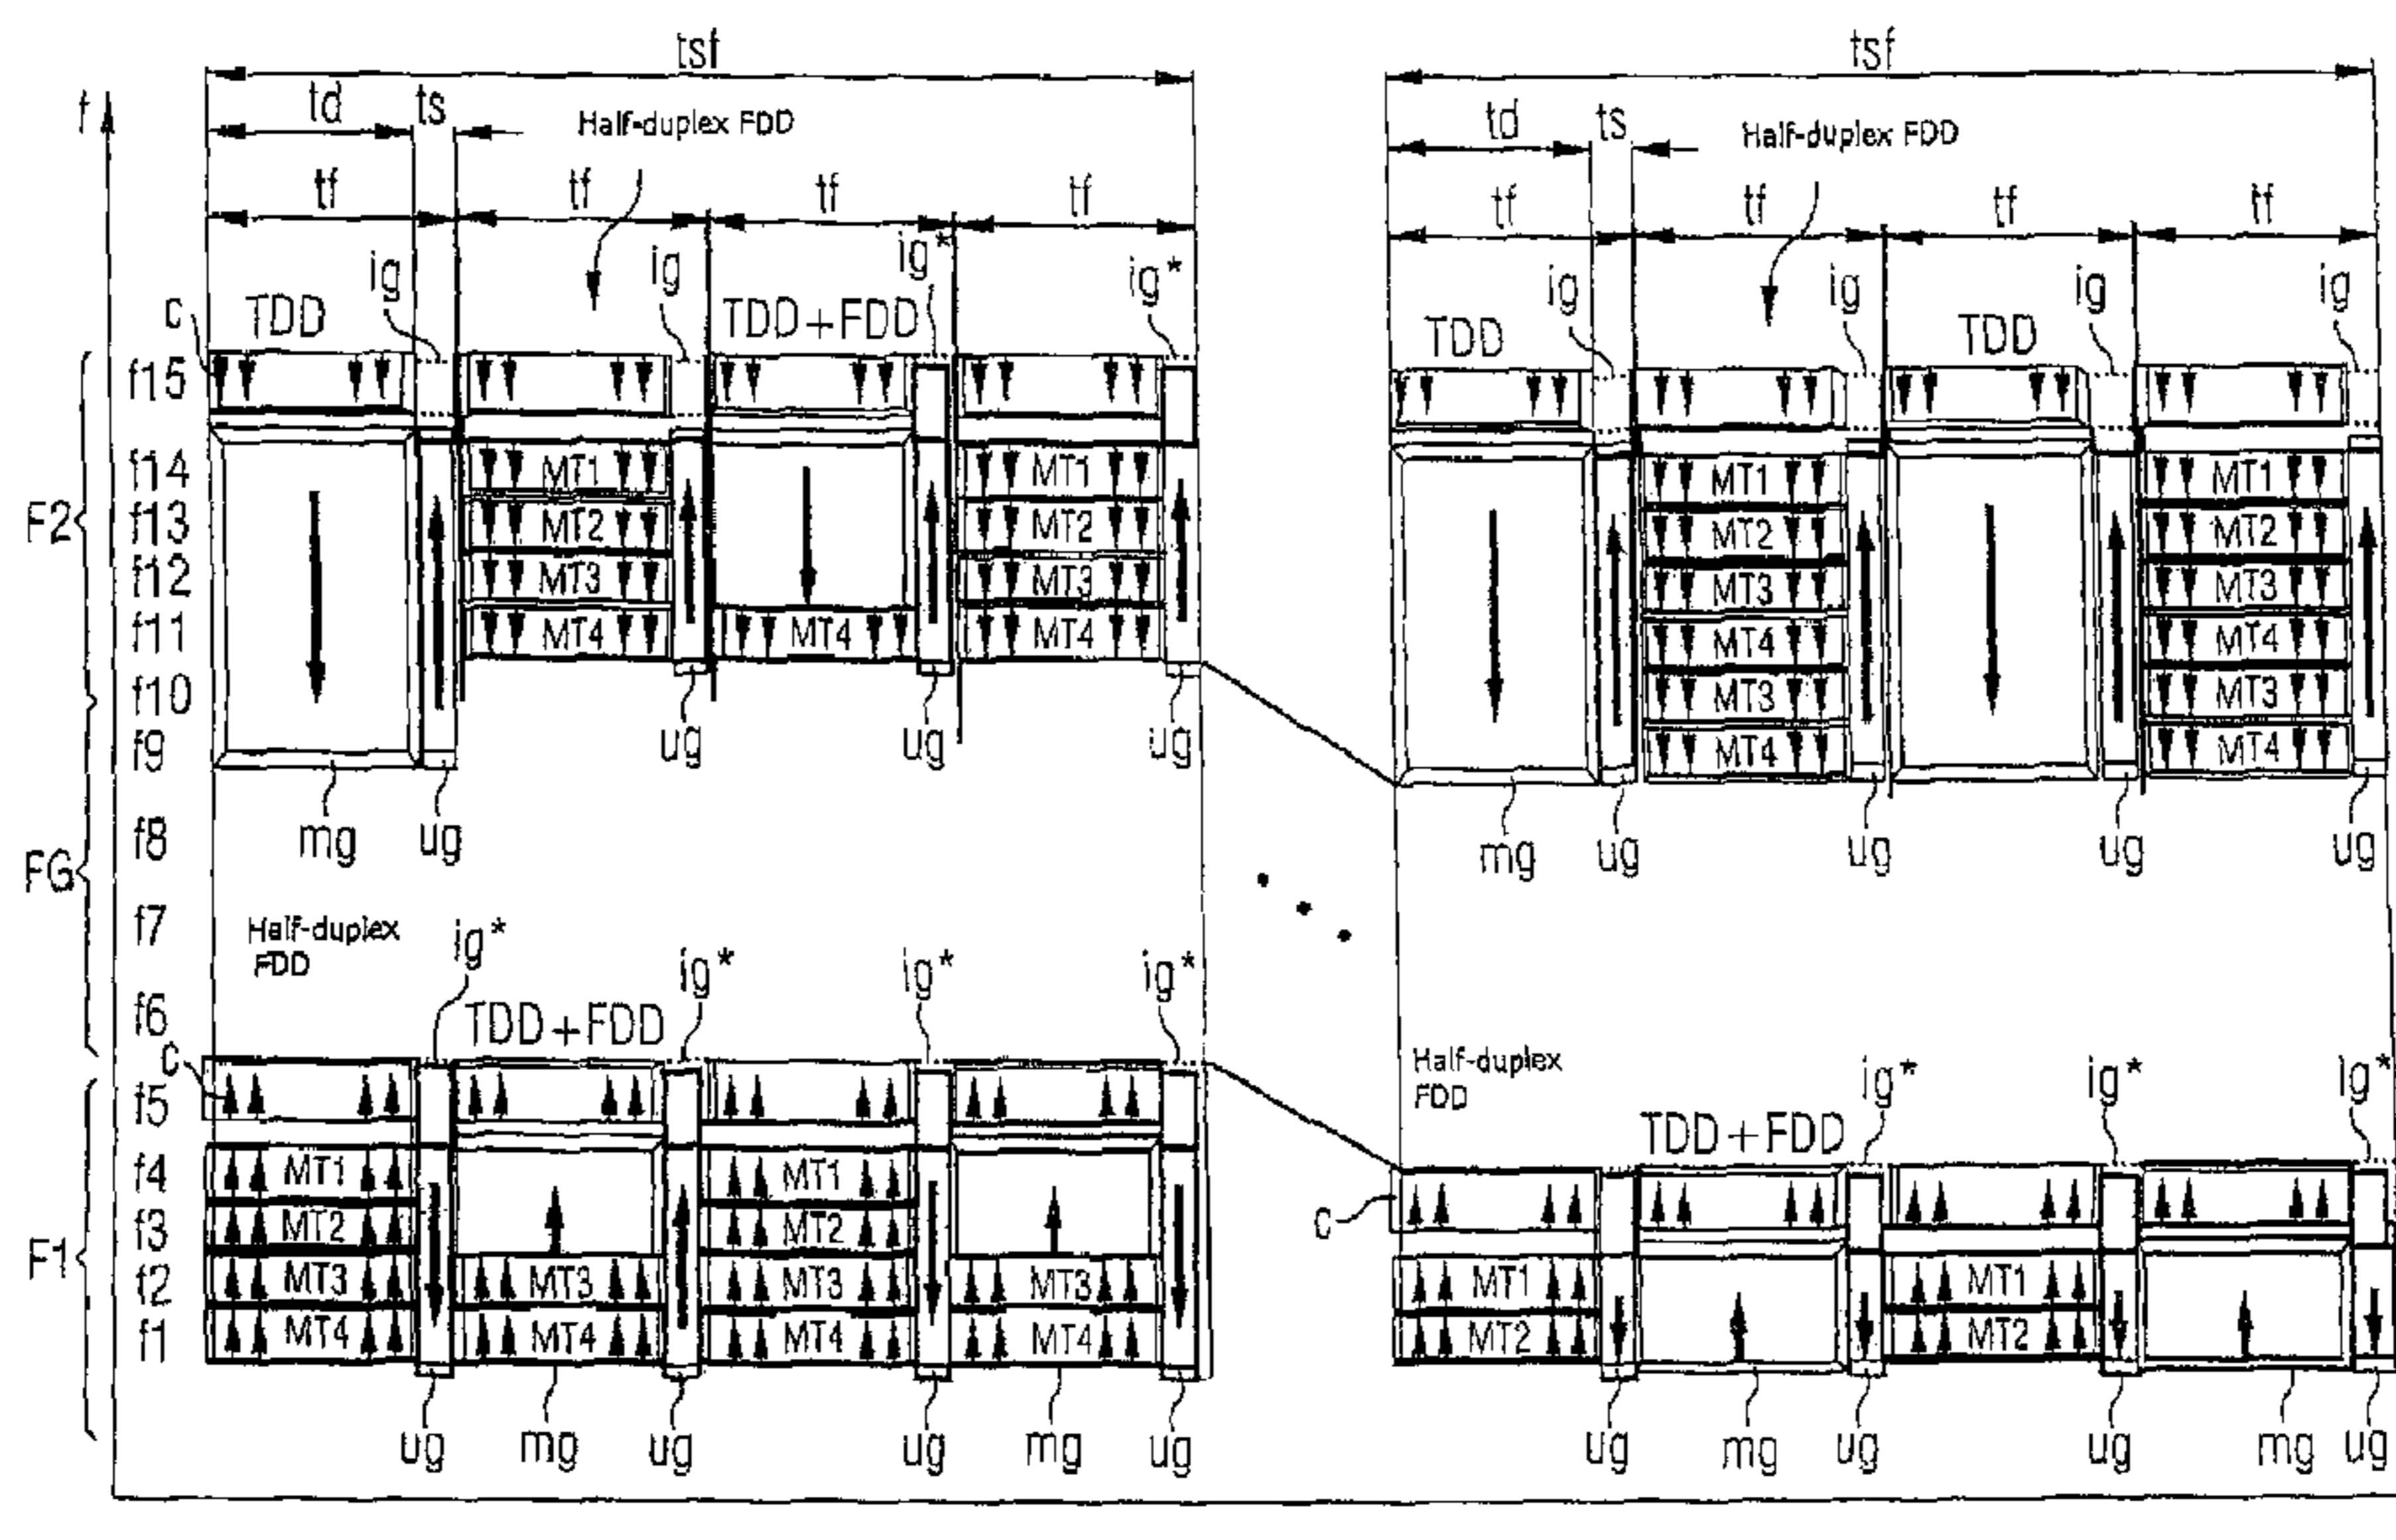 tsf tsf
f td ts Half-duplex FDD td ts Half-duplex FDD
tf tf tf tf tf tf tf tf
ig ig ig* ig* ig ig ig ig
c TDD TDD+FDD TDD TDD
f15
f14 MT1 MT1 MT1 MT1
F2 f13 MT2 MT2 MT2 MT2
f12 MT3 MT3 MT3 MT3
f11 MT4 MT4 MT4 MT4 MT4
f10 MT3 MT3
f9 ug ug ug MT4 MT4
mg ug mg ug ug ug ug
f8
FG
f7 Half-duplex
FDD
ig* ig* ig* ig*
f6 TDD+FDD
c Half-duplex
FDD
ig* ig* ig*
f5 TDD+FDD
f4 MT1 MT1
f3 MT2 MT2 c
F1
f2 MT3 MT3 MT3 MT3 MT1 MT1
f1 MT4 MT4 MT4 MT4 MT2 MT2
ug mg ug ug mg ug ug mg ug ug mg ug